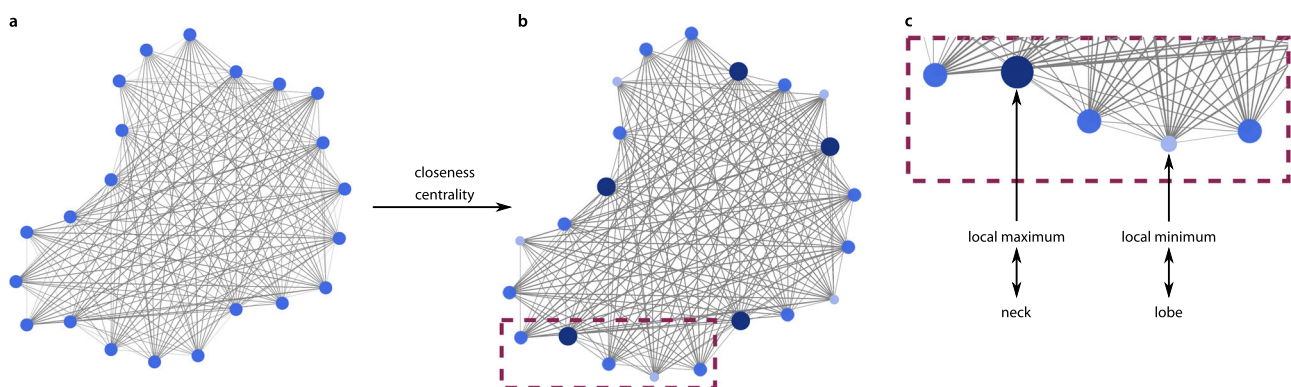 a
b
c
closeness
centrality
local maximum
local minimum
neck
lobe